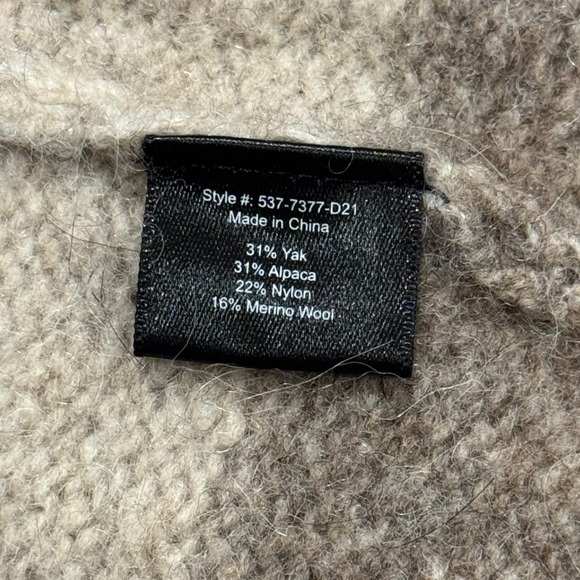 Style #: 537-7377-D21
Made in China
31% Yak
31% Alpaca
22% Nylon
16% Merino Wool